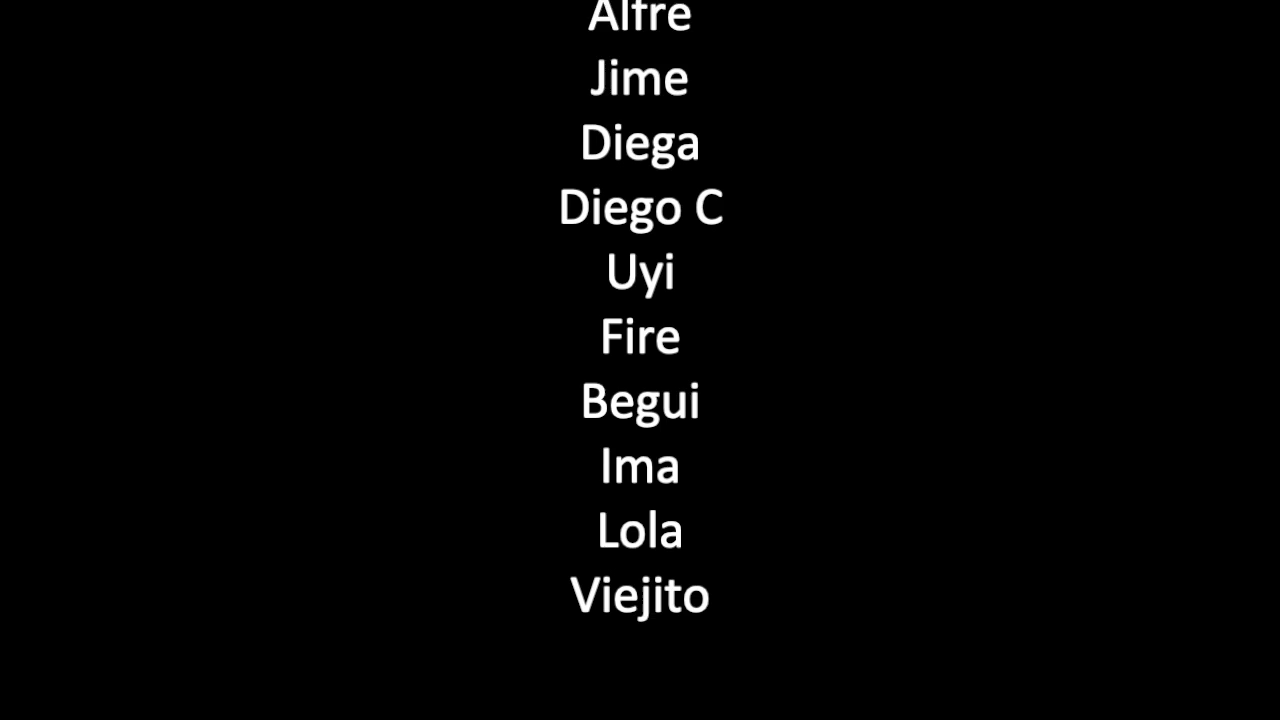 Alfre
Jime
Diega
Diego C
Uyi
Fire
Begui
Ima
Lola
Viejito